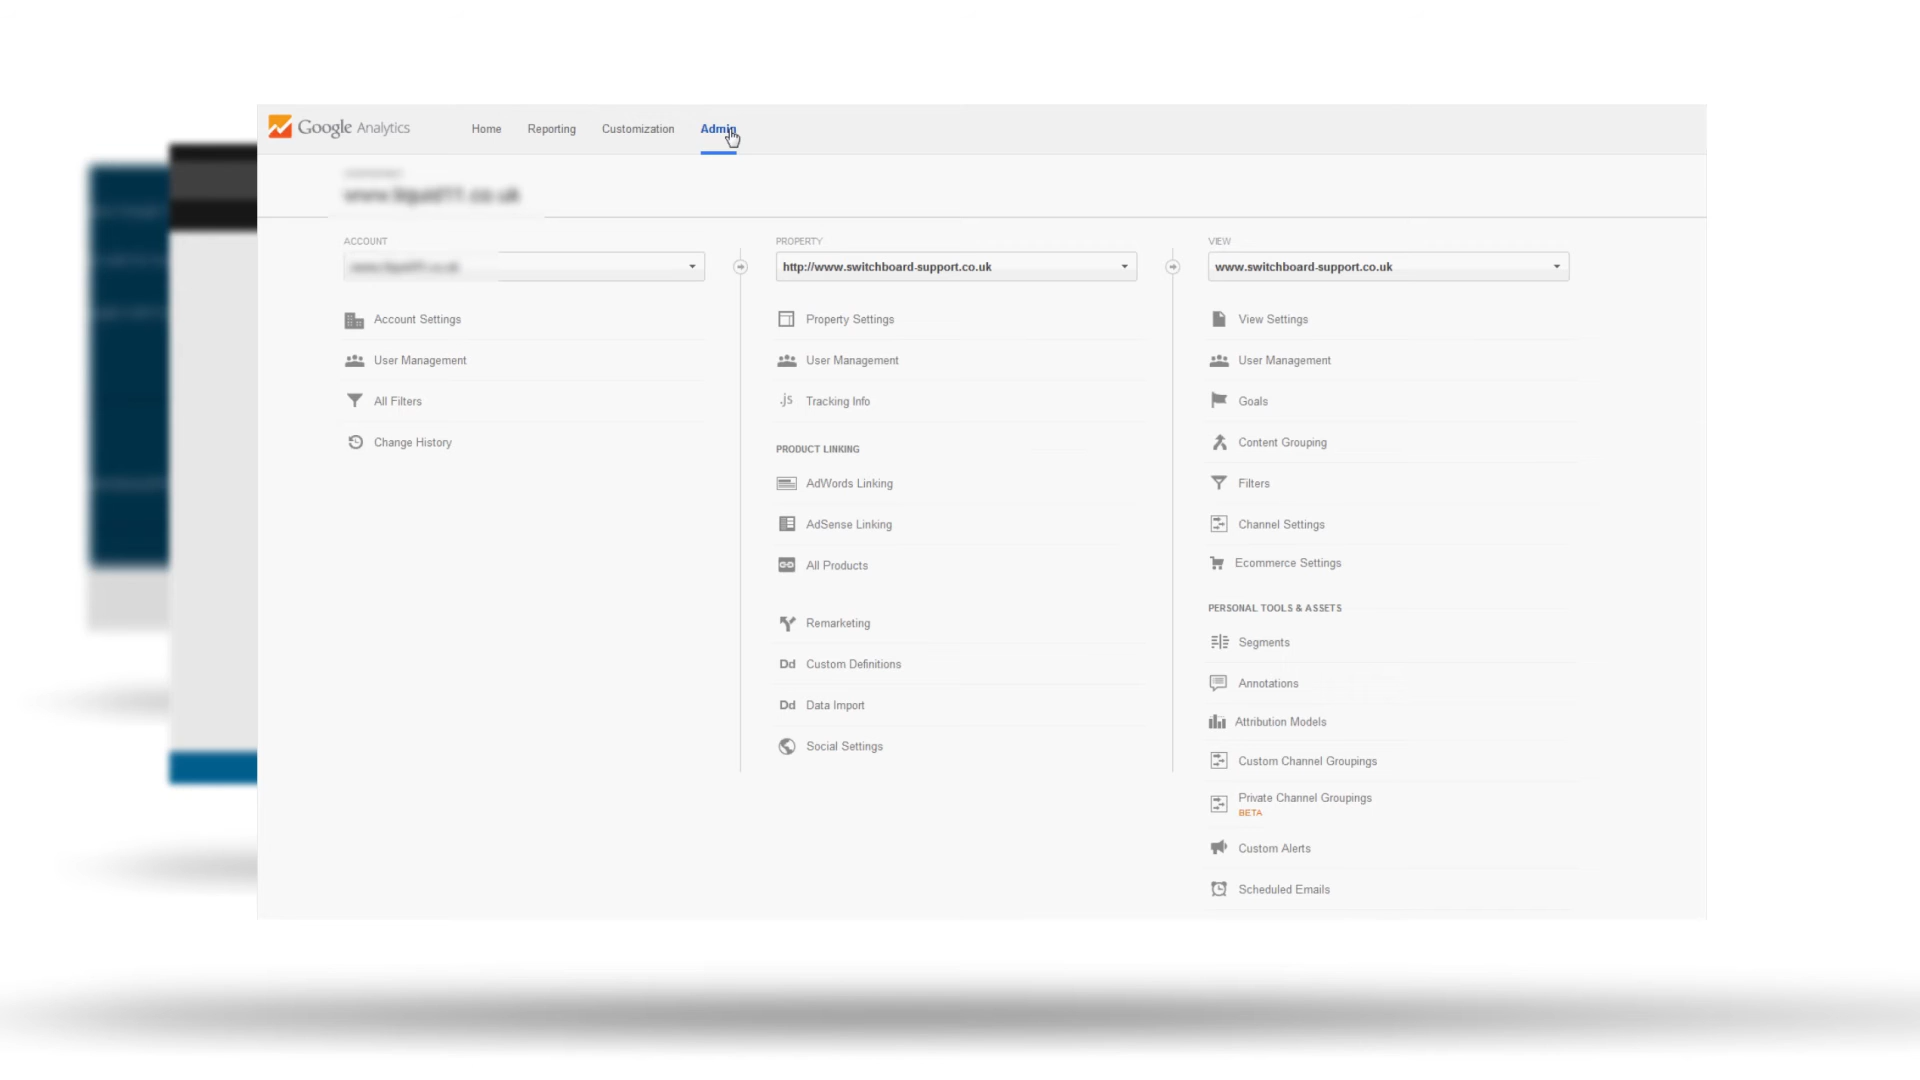 Google Analytics
Home
Reporting
Customization
Admin
ACCOUNT
Account Settings
User Management
All Filters
Change History
PROPERTY
http://www.switchboard-support.co.uk
Property Settings
User Management
.js Tracking Info
PRODUCT LINKING
AdWords Linking
AdSense Linking
All Products
Remarketing
Dd Custom Definitions
Dd Data Import
Social Settings
VIEW
www.switchboard-support.co.uk
View Settings
User Management
Goals
Content Grouping
Filters
Channel Settings
Ecommerce Settings
PERSONAL TOOLS & ASSETS
Segments
Annotations
Attribution Models
Custom Channel Groupings
Private Channel Groupings
BETA
Custom Alerts
Scheduled Emails